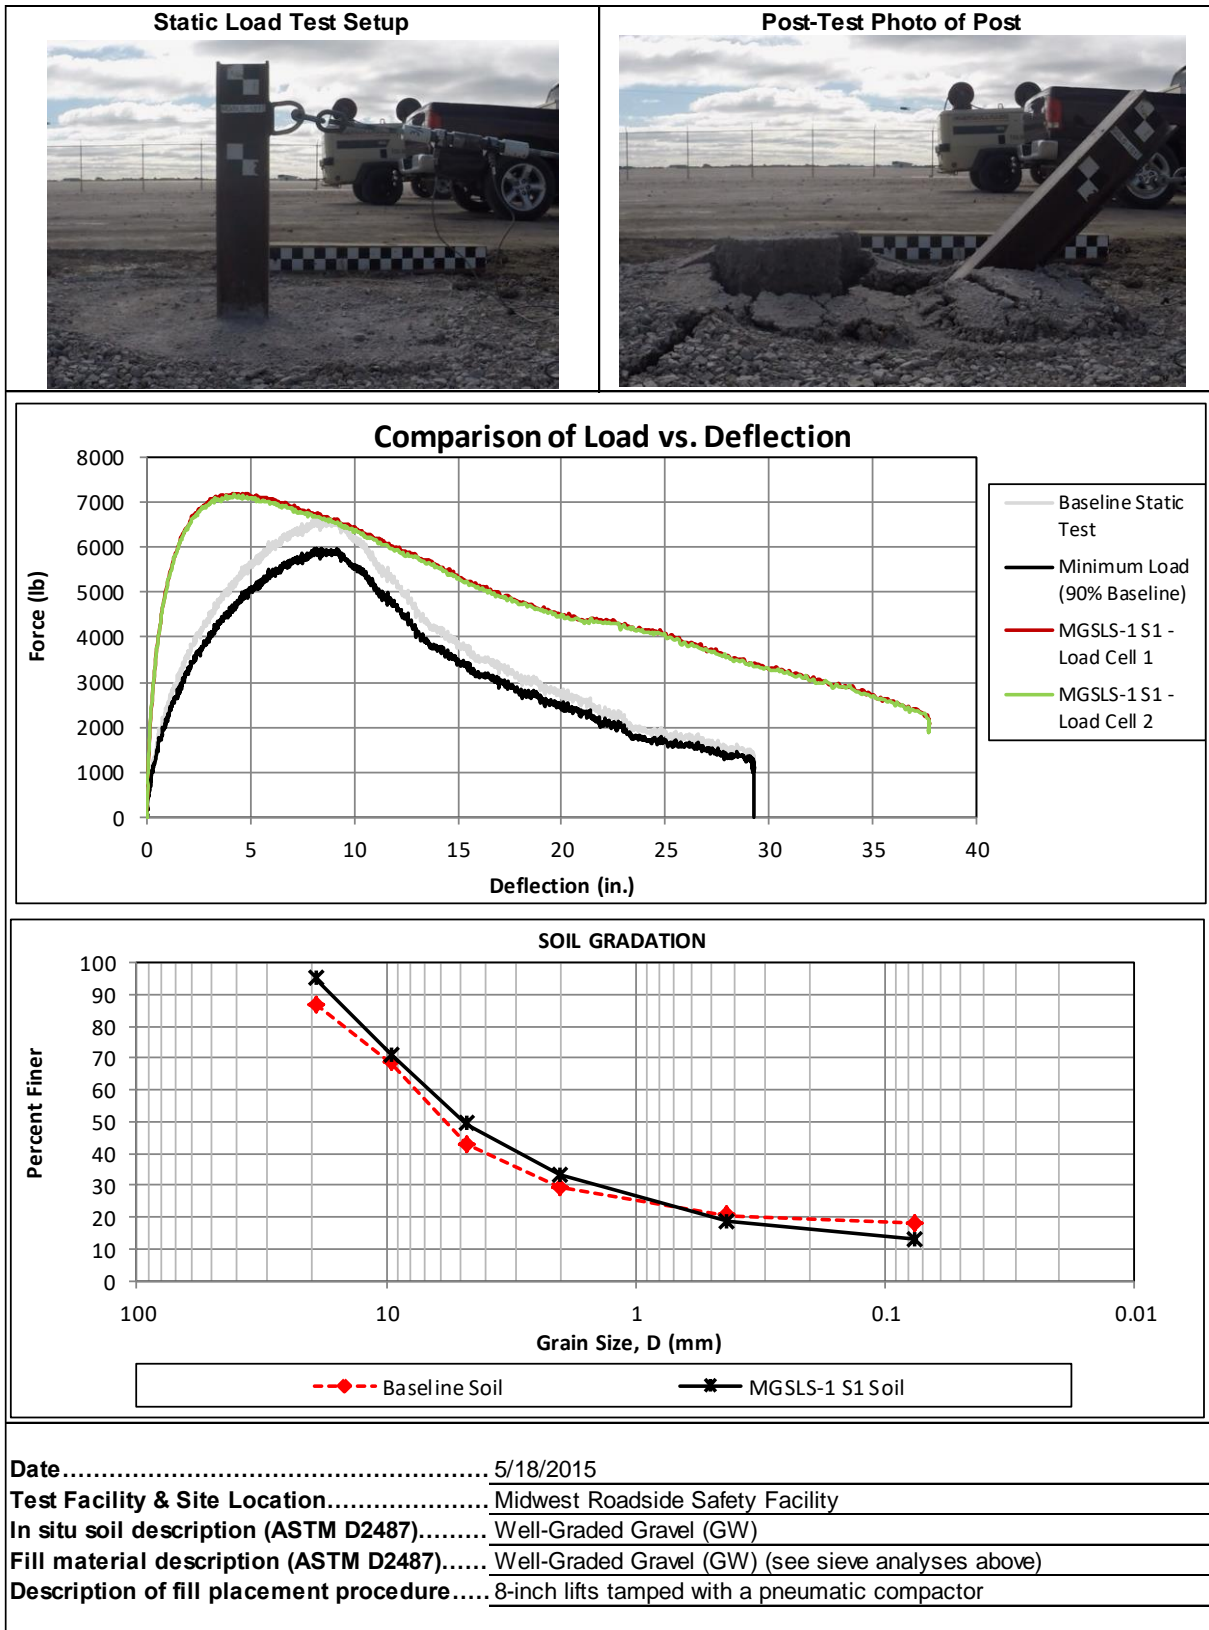 Static Load Test Setup
Post-Test Photo of Post
Comparison of Load vs. Deflection
8000
7000
6000
5000
4000
3000
2000
1000
0
Force (lb)
0 5 10 15 20 25 30 35 40
Deflection (in.)
Baseline Static
Test
Minimum Load
(90% Baseline)
MGSLS-1 S1 -
Load Cell 1
MGSLS-1 S1 -
Load Cell 2
SOIL GRADATION
100
90
80
70
60
50
40
30
20
10
0
Percent Finer
100 10 1 0.1 0.01
Grain Size, D (mm)
Baseline Soil
MGSLS-1 S1 Soil
Date....................................................... 5/18/2015
Test Facility & Site Location..................... Midwest Roadside Safety Facility
In situ soil description (ASTM D2487)......... Well-Graded Gravel (GW)
Fill material description (ASTM D2487)...... Well-Graded Gravel (GW) (see sieve analyses above)
Description of fill placement procedure..... 8-inch lifts tamped with a pneumatic compactor